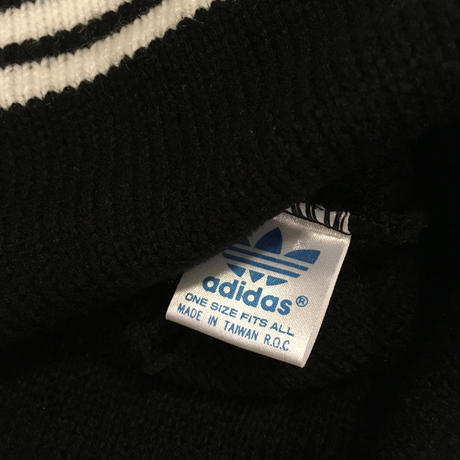 adidas®
ONE SIZE FITS ALL
MADE IN TAIWAN R.O.C